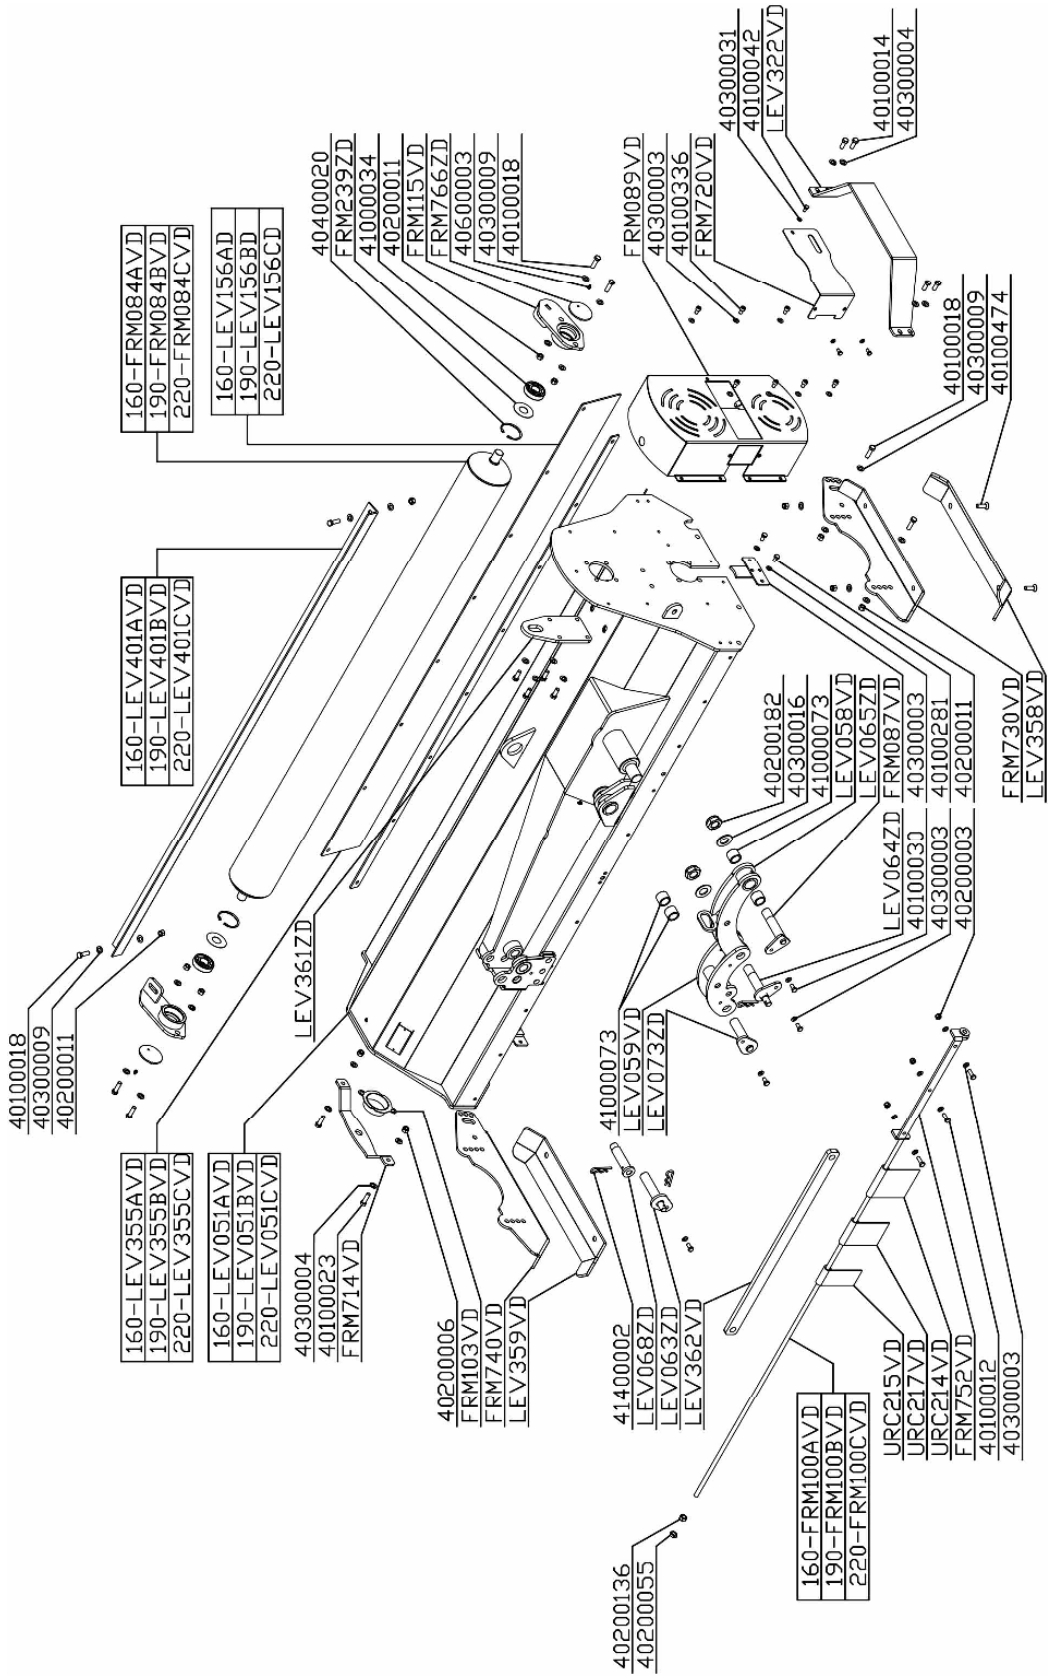 160-FRM084AVD
190-FRM084BVD
220-FRM084CVD
160-LEV156AD
190-LEV156BD
220-LEV156CD
40400020
FRM239ZD
41000034
40200011
FRM115VD
FRM766ZD
40600003
40300009
40100018
FRM089VD
40300003
40100336
FRM720VD
40300031
40100042
LEV322VD
40100014
40300004
40100018
40300009
40100474
160-LEV401AVD
190-LEV401BVD
220-LEV401CVD
40200182
40300016
41000073
LEV058VD
LEV065ZD
FRM087VD
40300003
40100281
40200011
FRM730VD
LEV358VD
LEV064ZD
40100030
40300003
40200003
LEV361ZD
40100018
40300009
40200011
41000073
LEV059VD
LEV073ZD
160-LEV355AVD
190-LEV355BVD
220-LEV355CVD
160-LEV051AVD
190-LEV051BVD
220-LEV051CVD
40300004
40100023
FRM714VD
40200006
FRM103VD
FRM740VD
LEV359VD
41400002
LEV068ZD
LEV063ZD
LEV362VD
URC215VD
URC217VD
URC214VD
FRM752VD
40100012
40300003
160-FRM100AVD
190-FRM100BVD
220-FRM100CVD
40200136
40200055